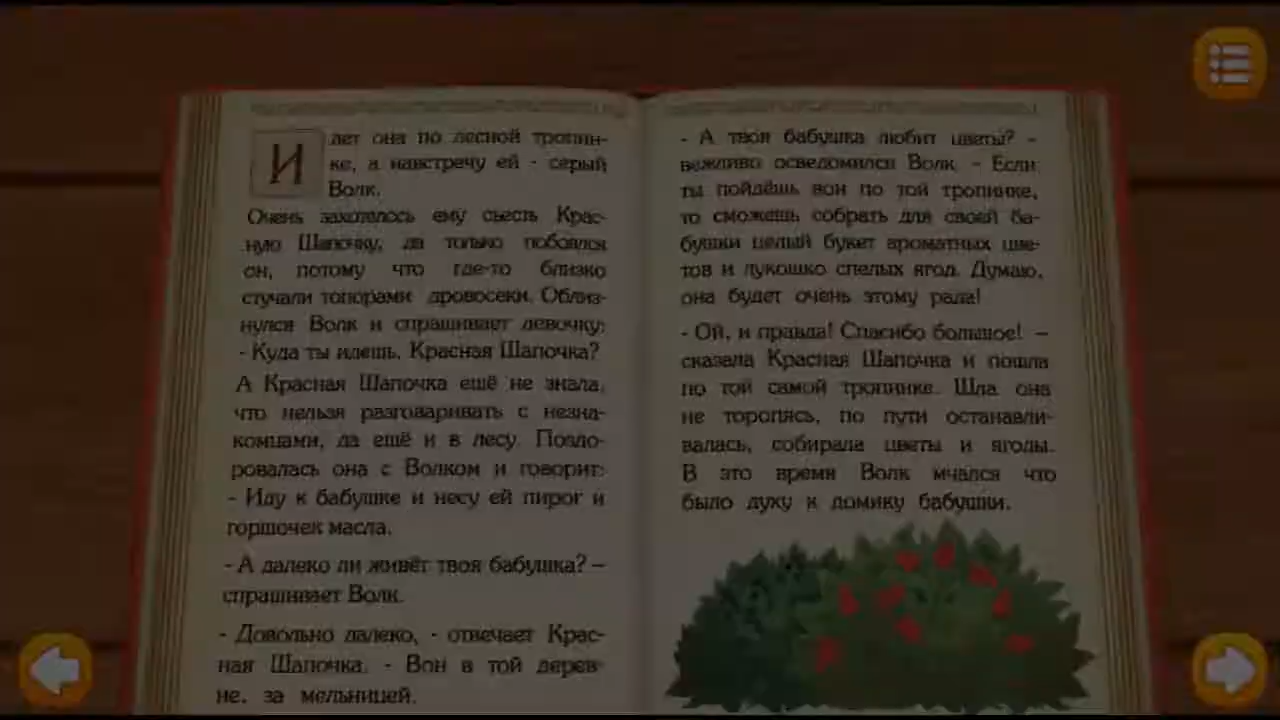 Идет она по лесной тропин-
ке, а навстречу ей - серый
Волк.
Очень захотелось ему съесть Крас-
ную Шапочку, да только побоялся
он, потому что где-то близко
стучали топорами дровосеки. Облиз-
нулся Волк и спрашивает девочку:
- Куда ты идешь, Красная Шапочка?
А Красная Шапочка ещё не знала,
что нельзя разговаривать с незна-
комцами, да ещё и в лесу. Поздо-
ровалась она с Волком и говорит:
- Иду к бабушке и несу ей пирог и
горшочек масла.
- А далеко ли живёт твоя бабушка? –
спрашивает Волк.
- Довольно далеко, - отвечает Крас-
ная Шапочка. - Вон в той дерев-
не, за мельницей.
- А твоя бабушка любит цветы? -
вежливо осведомился Волк. - Если
ты пойдёшь вон по той тропинке,
то сможешь собрать для своей ба-
бушки целый букет ароматных цве-
тов и лукошко спелых ягод. Думаю,
она будет очень этому рада!
- Ой, и правда! Спасибо большое! –
сказала Красная Шапочка и пошла
по той самой тропинке. Шла она
не торопясь, по пути останавли-
валась, собирала цветы и ягоды.
В это время Волк мчался что
было духу к домику бабушки.